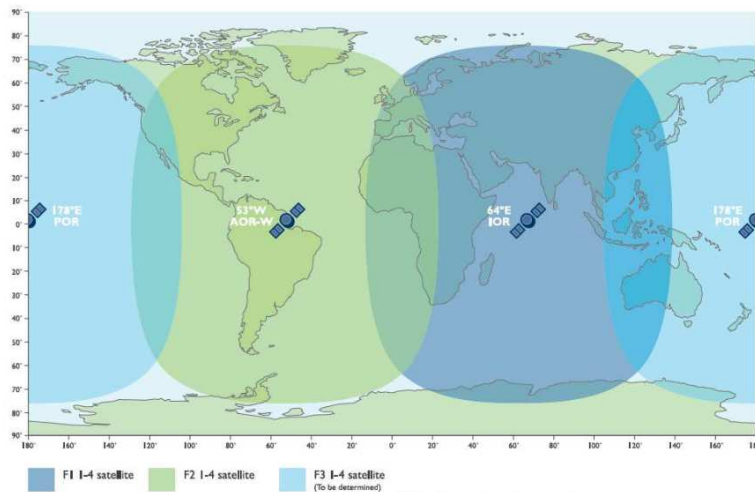 90˚
80˚
70˚
60˚
50˚
40˚
30˚
20˚
10˚
0˚
10˚
20˚
30˚
40˚
50˚
60˚
70˚
80˚
90˚
178°E
POR
53°W
AOR-W
64°E
IOR
178°E
POR
180 160˚ 140˚ 120˚ 100˚ 80˚ 60˚ 40˚ 20˚ 0˚ 20˚ 40˚ 60˚ 80˚ 100˚ 120˚ 140˚ 160˚ 180
F1 I-4 satellite
F2 I-4 satellite
F3 I-4 satellite
(To be determined)